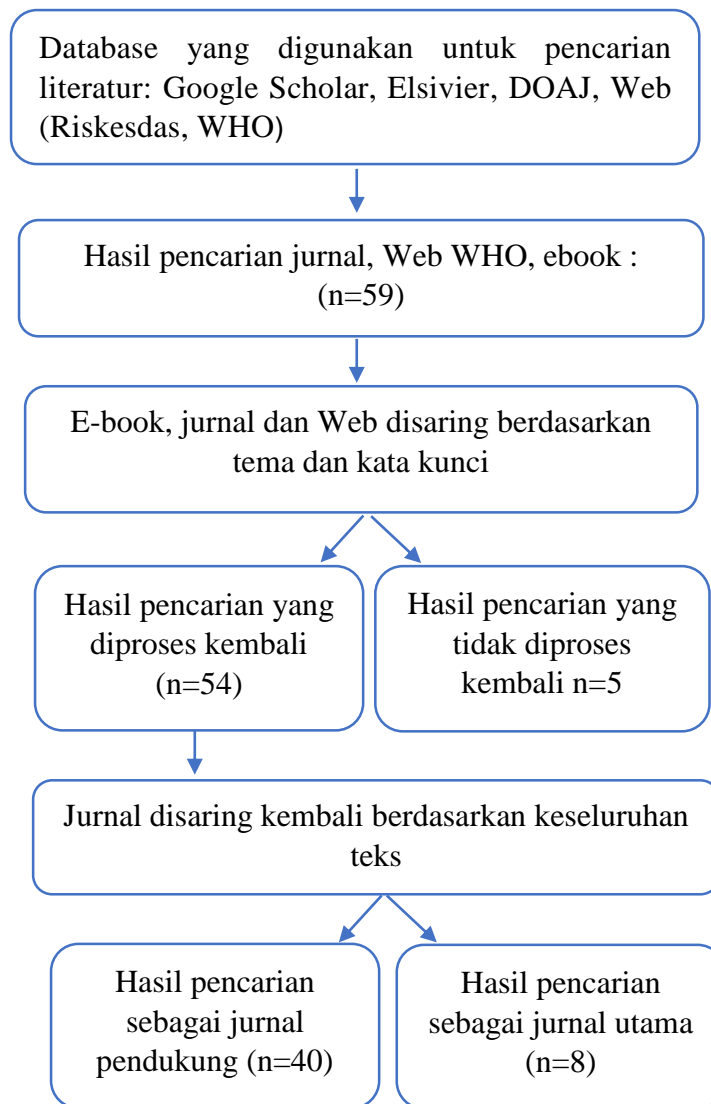 Database yang digunakan untuk pencarian
literatur: Google Scholar, Elsivier, DOAJ, Web
(Riskesdas, WHO)
Hasil pencarian jurnal, Web WHO, ebook :
(n=59)
E-book, jurnal dan Web disaring berdasarkan
tema dan kata kunci
Hasil pencarian yang
diproses kembali
(n=54)
Hasil pencarian yang
tidak diproses
kembali n=5
Jurnal disaring kembali berdasarkan keseluruhan
teks
Hasil pencarian
sebagai jurnal
pendukung (n=40)
Hasil pencarian
sebagai jurnal utama
(n=8)